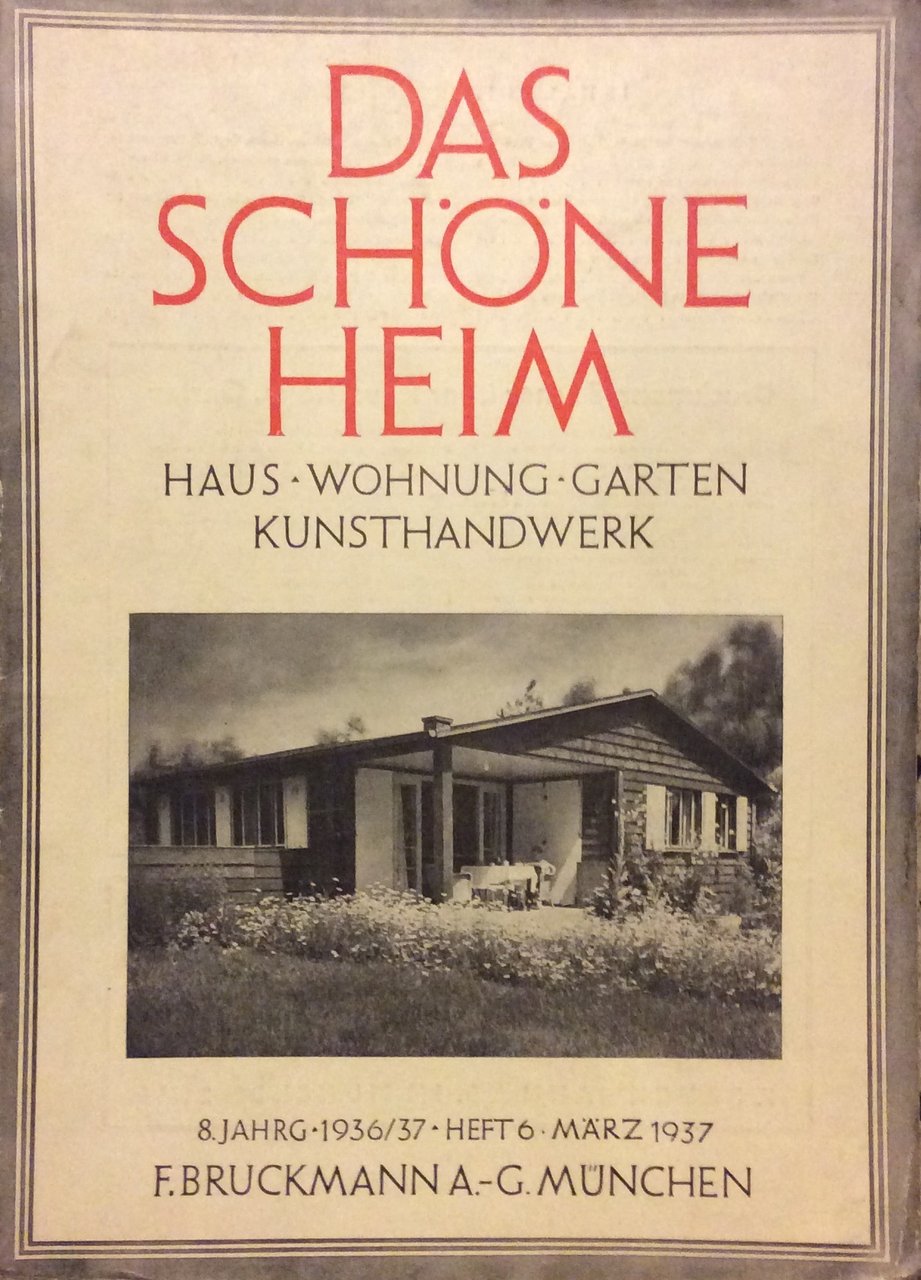 DAS
SCHÖNE
HEIM
HAUS · WOHNUNG · GARTEN
KUNSTHANDWERK
8. JAHRG · 1936/37 · HEFT 6 · MÄRZ 1937
F. BRUCKMANN A.-G. MÜNCHEN